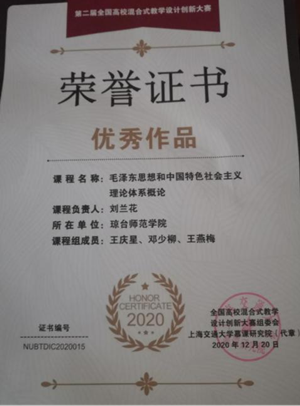 第二届全国高校混合式教学设计创新大赛
荣誉证书
优秀作品
课程名称：毛泽东思想和中国特色社会主义
理论体系概论
课程负责人：刘兰花
所在单位：琼台师范学院
课程组成员：王庆星、邓少柳、王燕梅
HONOR
CERTIFICATE
2020
证书编号
NUBTDIC2020015
全国高校混合式教学
设计创新大赛组委会
上海交通大学慕课研究院（代章）
2020年12月20日